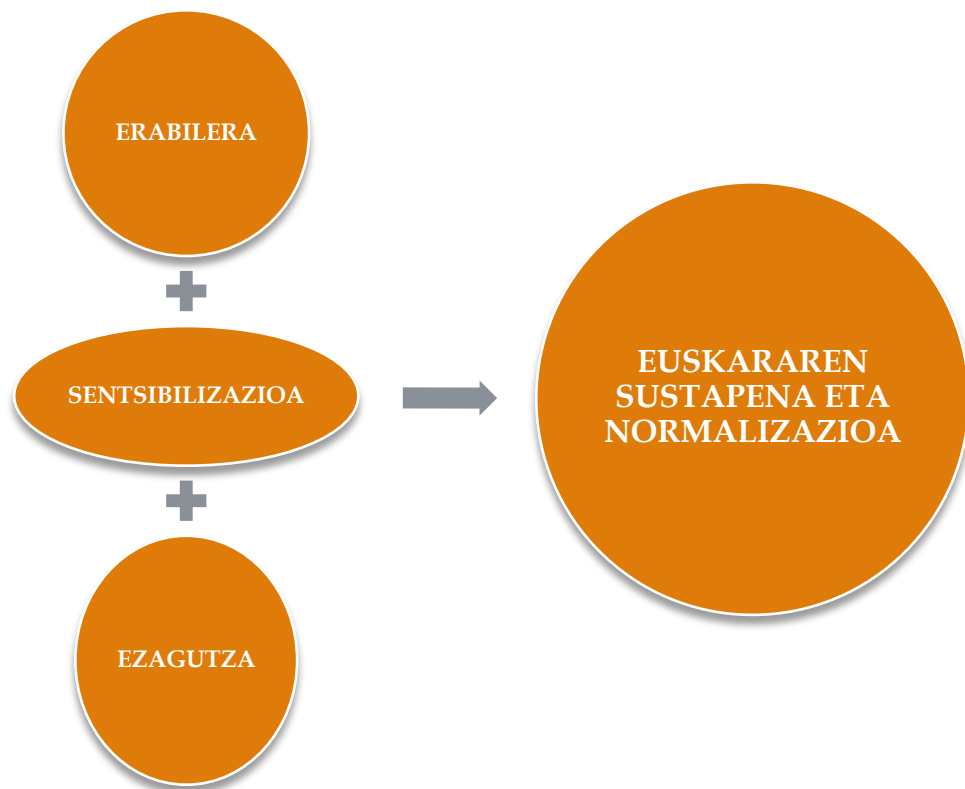 ERABILERA
SENTSIBILIZAZIOA
EZAGUTZA
EUSKARAREN
SUSTAPENA ETA
NORMALIZAZIOA